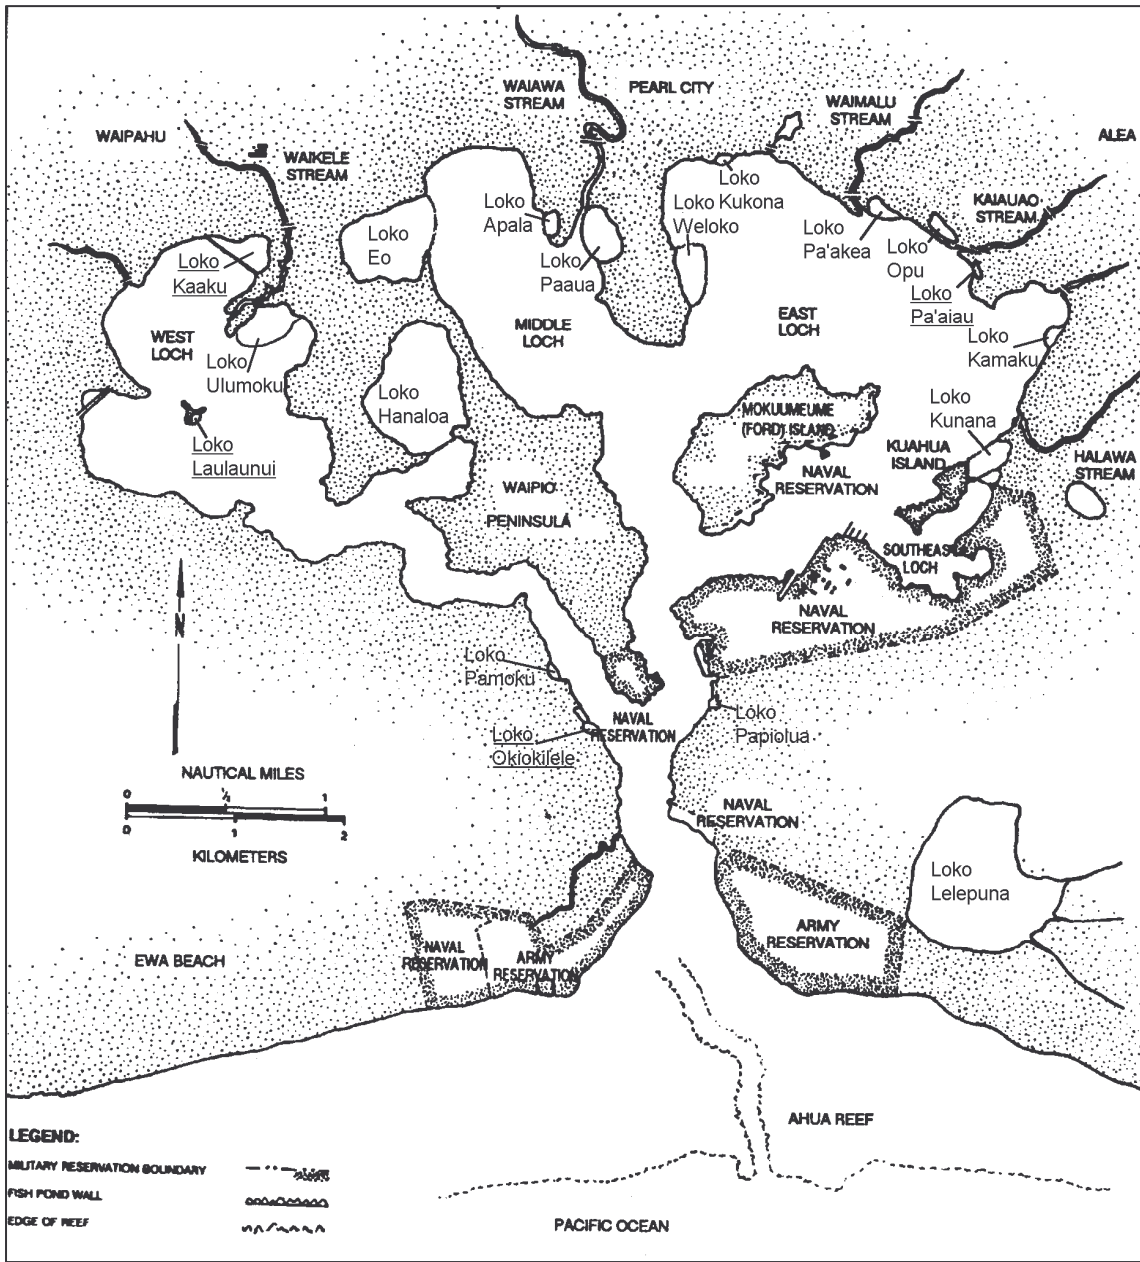 WAIAWA
STREAM
PEARL CITY
WAIMALU
STREAM
WAIPAHU
ALEA
WAIKELE
STREAM
Loko
Apala
Loko
Kukona
Loko
Weloko
KAIAUAO
STREAM
Loko
Eo
Loko
Pa'akea
Loko
Opu
Loko
Kaaku
Loko
Paaua
Loko
Pa'aiau
WEST
LOCH
MIDDLE
LOCH
EAST
LOCH
Loko
Kamaku
Loko
Ulumoku
Loko
Hanaloa
Loko
Kunana
MOKUUMEUME
(FORD) ISLAND
Loko
Laulaunui
KUAHUA
ISLAND
HALAWA
STREAM
NAVAL
RESERVATION
WAIPIO
PENINSULA
SOUTHEAST
LOCH
N
NAVAL
RESERVATION
Loko
Pamoku
NAVAL
RESERVATION
Loko
Papiolua
Loko
Okiokilele
NAUTICAL MILES
0 ½ 1
0 1 2
KILOMETERS
NAVAL
RESERVATION
Loko
Lelepuna
ARMY
RESERVATION
NAVAL
RESERVATION
ARMY
RESERVATION
EWA BEACH
AHUA REEF
LEGEND:
MILITARY RESERVATION BOUNDARY
FISH POND WALL
EDGE OF REEF
PACIFIC OCEAN